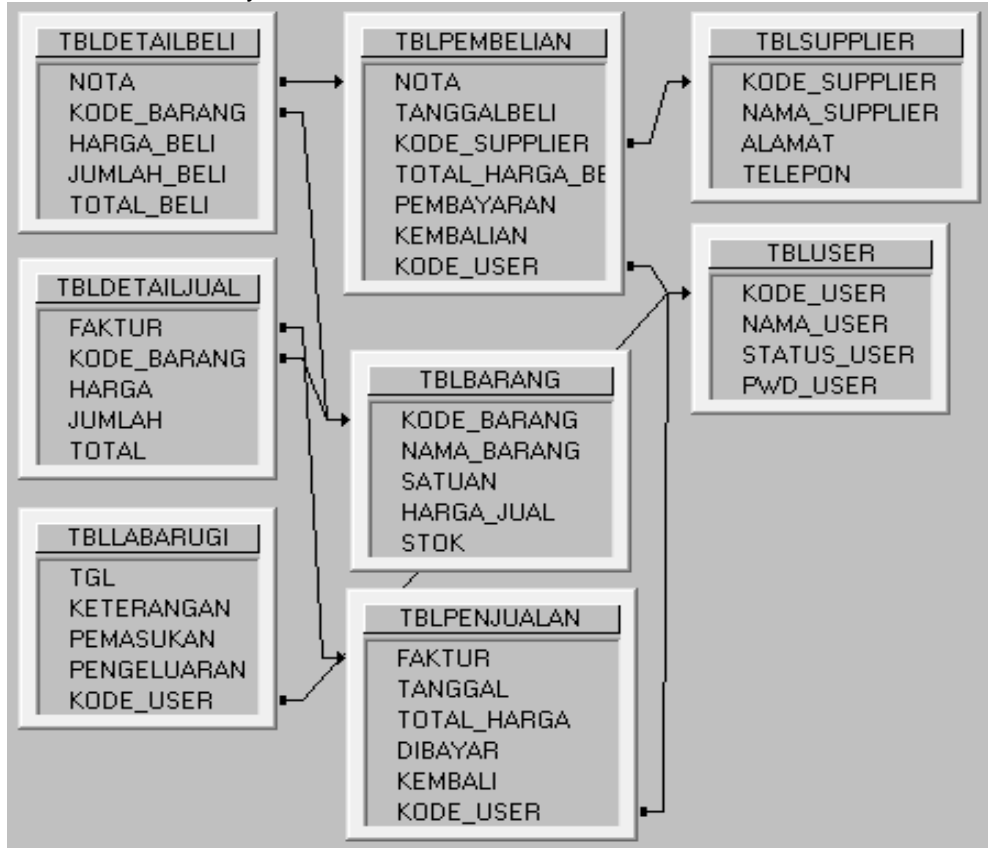 TBLDETAILBELI
NOTA
KODE_BARANG
HARGA_BELI
JUMLAH_BELI
TOTAL_BELI
TBLPEMBELIAN
NOTA
TANGGALBELI
KODE_SUPPLIER
TOTAL_HARGA_BE
PEMBAYARAN
KEMBALIAN
KODE_USER
TBLSUPPLIER
KODE_SUPPLIER
NAMA_SUPPLIER
ALAMAT
TELEPON
TBLUSER
KODE_USER
NAMA_USER
STATUS_USER
PWD_USER
TBLDETAILJUAL
FAKTUR
KODE_BARANG
HARGA
JUMLAH
TOTAL
TBLBARANG
KODE_BARANG
NAMA_BARANG
SATUAN
HARGA_JUAL
STOK
TBLLABARUGI
TGL
KETERANGAN
PEMASUKAN
PENGELUARAN
KODE_USER
TBLPENJUALAN
FAKTUR
TANGGAL
TOTAL_HARGA
DIBAYAR
KEMBALI
KODE_USER